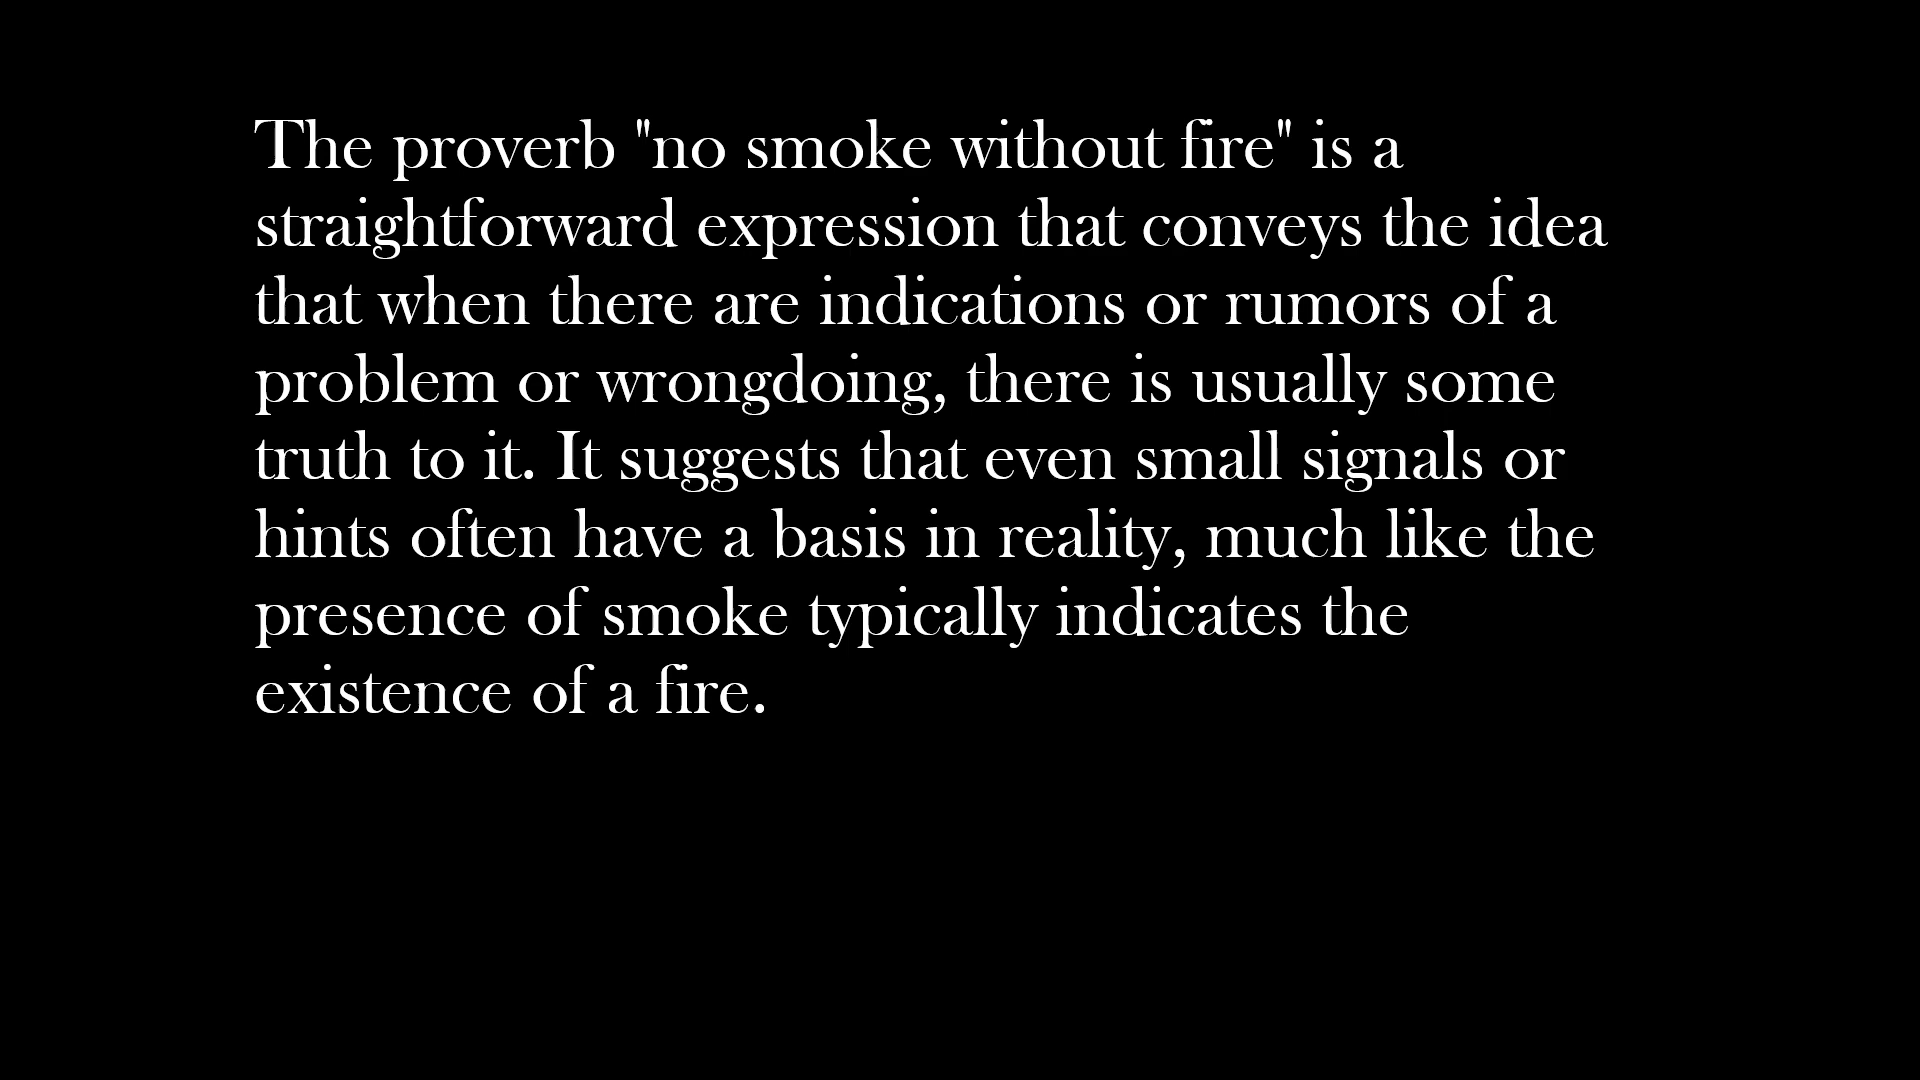 The proverb "no smoke without fire" is a
straightforward expression that conveys the idea
that when there are indications or rumors of a
problem or wrongdoing, there is usually some
truth to it. It suggests that even small signals or
hints often have a basis in reality, much like the
presence of smoke typically indicates the
existence of a fire.